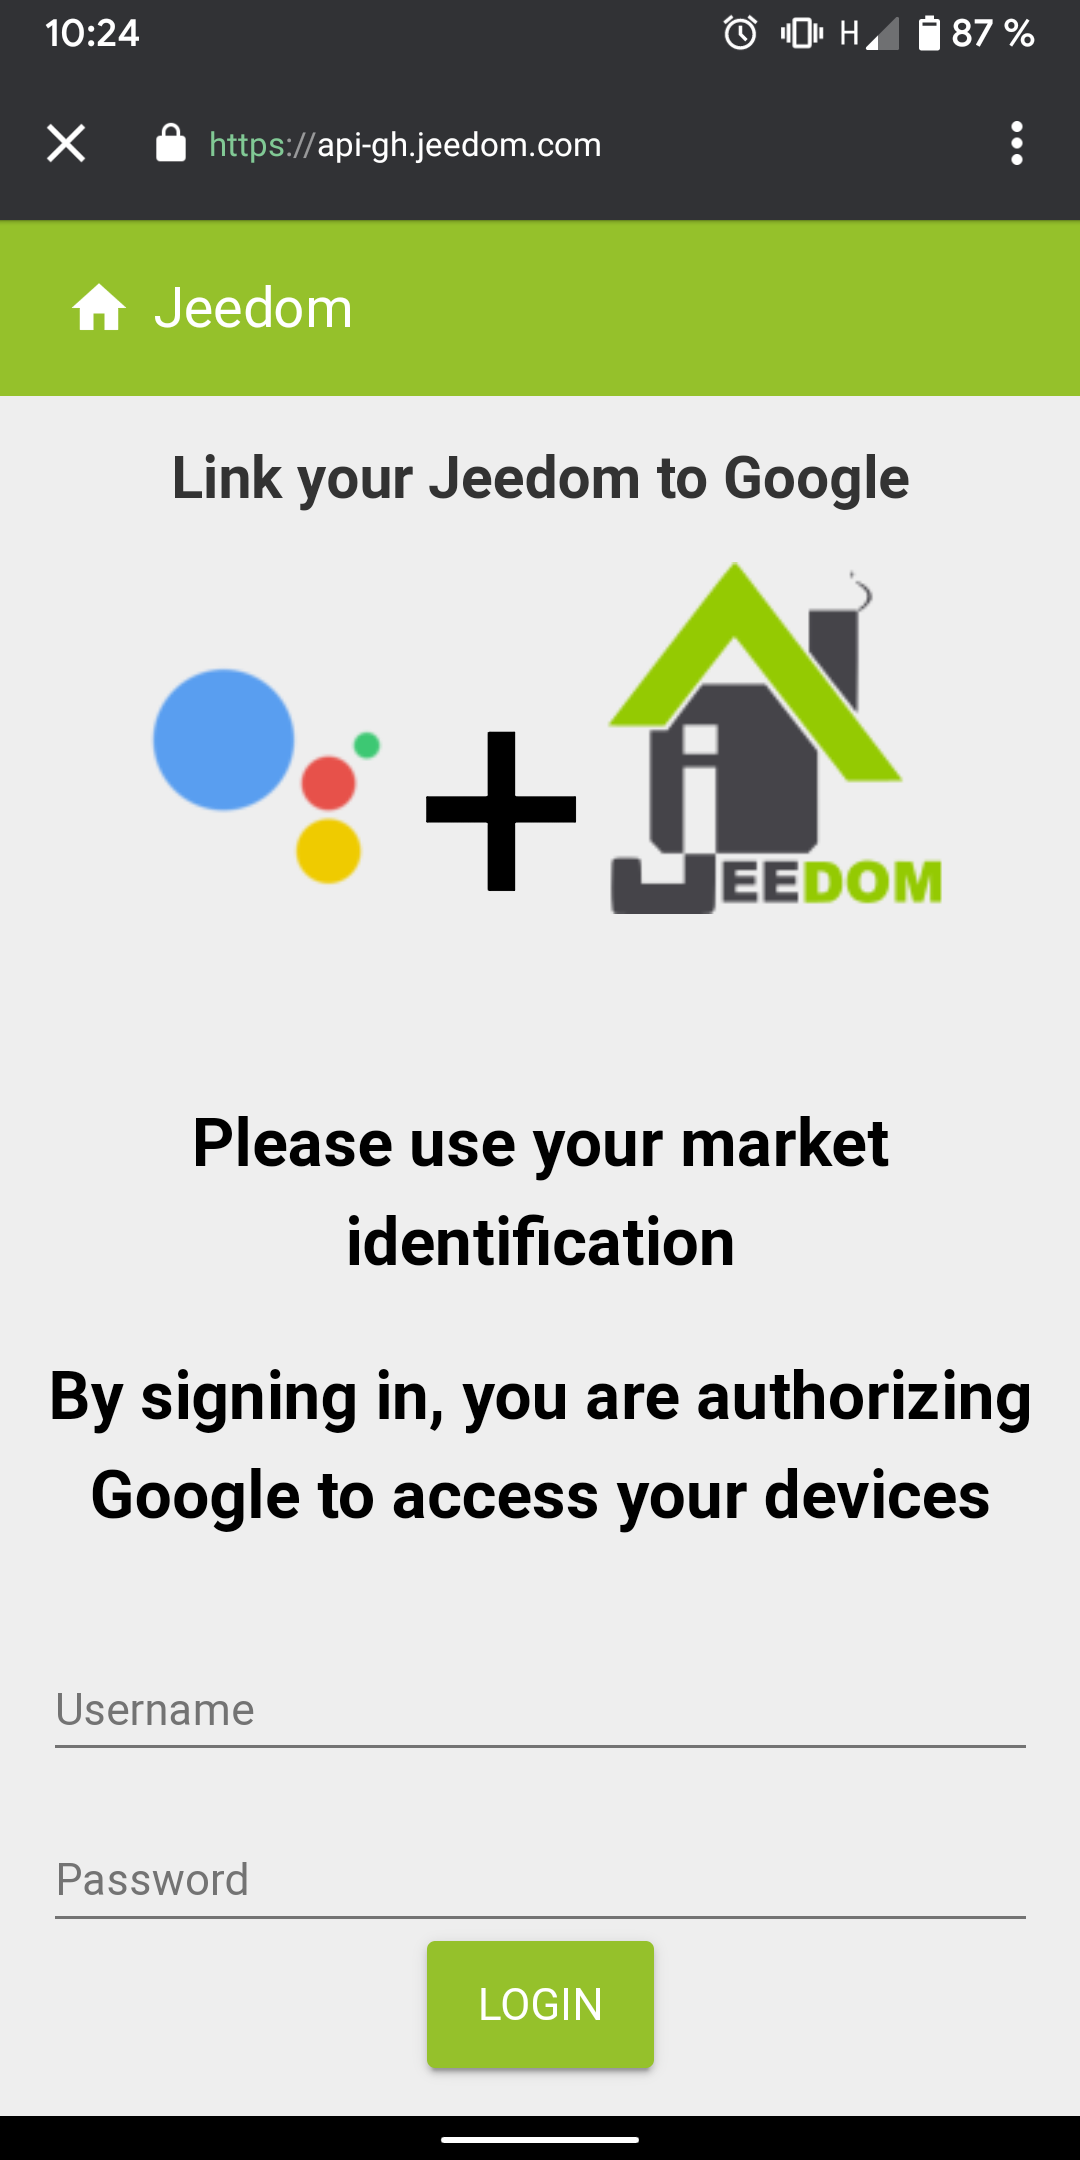 10:24
H
87 %
https://api-gh.jeedom.com
Jeedom
Link your Jeedom to Google
JEEDOM
Please use your market
identification
By signing in, you are authorizing
Google to access your devices
Username
Password
LOGIN